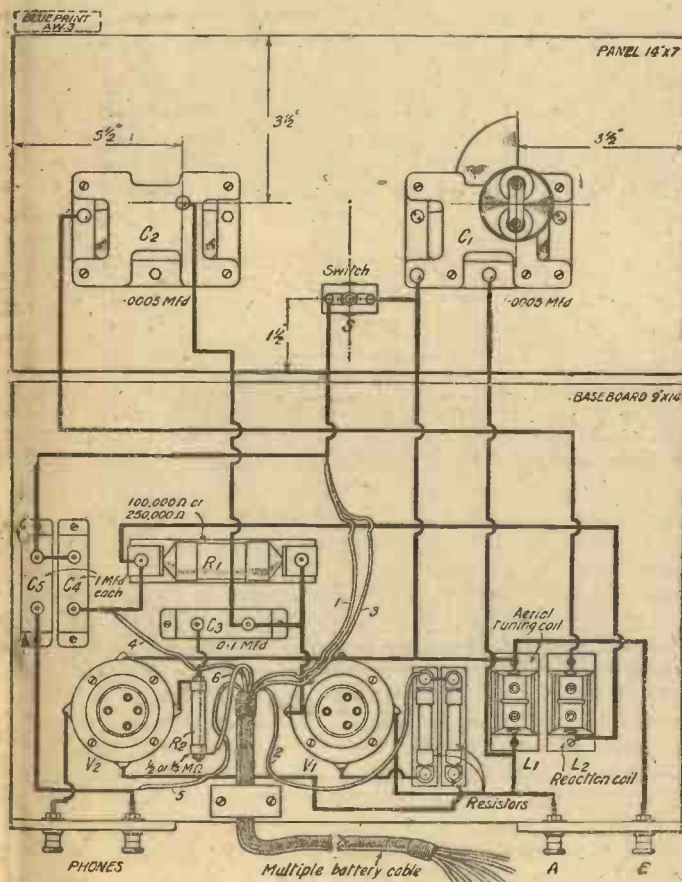 BLUEPRINT
A.W.3
PANEL 14"x7"
3½"
5½"
3½"
C2
C1
Switch
S
·0005 Mfd
·0005 Mfd
1½"
BASEBOARD 9"x14"
100,000Ω or
250,000Ω
R1
C5
C4
1 Mfd
each
1
3
C3
0.1 Mfd
Aerial
tuning coil
4
6
R2
2
V2
V1
½ or ⅓ MΩ
5
L1
L2
Reaction coil
Resistors
PHONES
Multiple battery cable
A
E